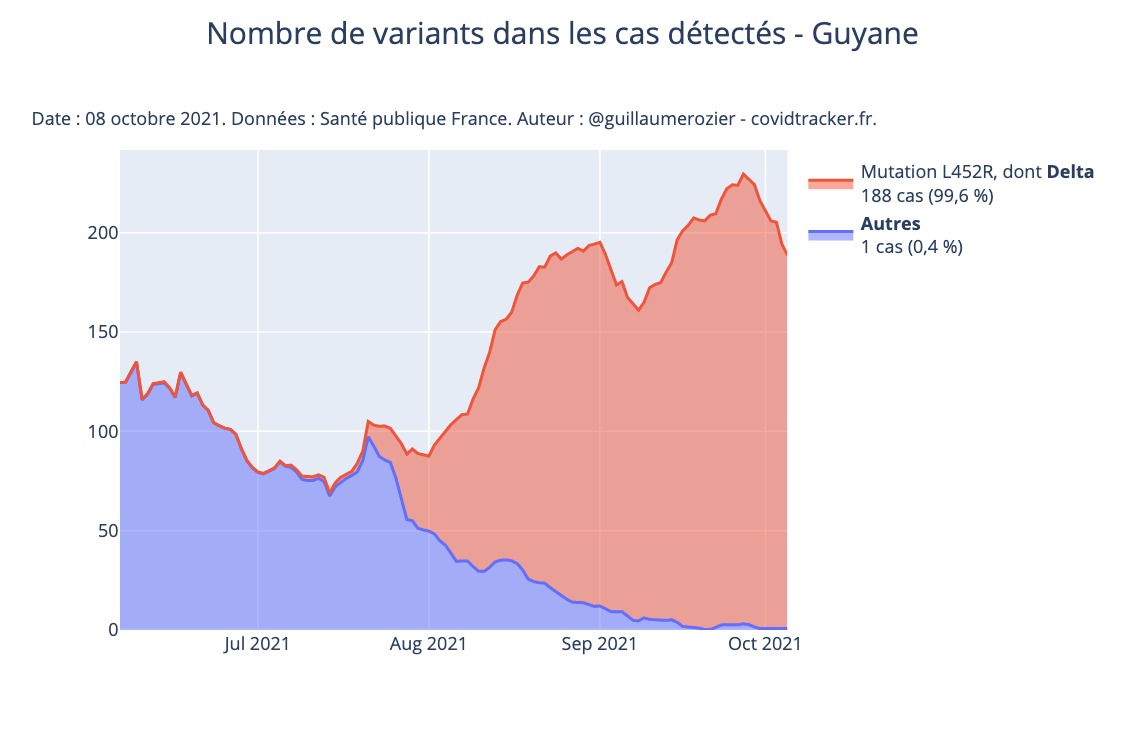 Nombre de variants dans les cas détectés - Guyane
Date : 08 octobre 2021. Données : Santé publique France. Auteur : @guillaumerozier - covidtracker.fr.
Mutation L452R, dont Delta
188 cas (99,6 %)
Autres
1 cas (0,4 %)
200
150
100
50
0
Jul 2021
Aug 2021
Sep 2021
Oct 2021